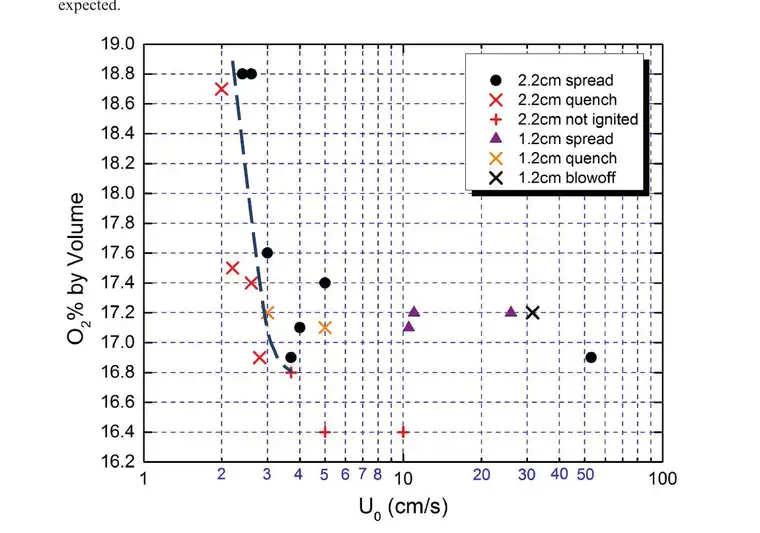 expected.
19.0
18.8
18.6
18.4
18.2
18.0
17.8
17.6
17.4
17.2
17.0
16.8
16.6
16.4
16.2
O2% by Volume
2.2cm spread
2.2cm quench
2.2cm not ignited
1.2cm spread
1.2cm quench
1.2cm blowoff
1 2 3 4 5 6 7 8 10 20 30 40 50 100
U0 (cm/s)